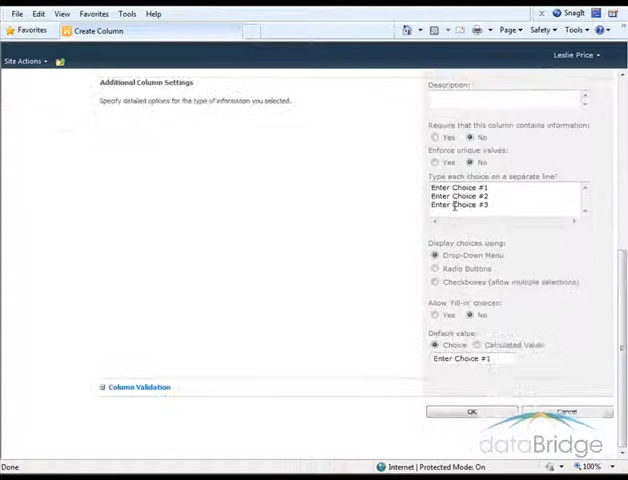 File Edit View Favorites Tools Help
SnagIt
Favorites Create Column
Page Safety Tools
Leslie Price
Site Actions
Additional Column Settings
Specify detailed options for the type of information you selected.
Description:
Require that this column contains information:
Yes No
Enforce unique values:
Yes No
Type each choice on a separate line:
Enter Choice #1
Enter Choice #2
Enter Choice #3
Display choices using:
Drop-Down Menu
Radio Buttons
Checkboxes (allow multiple selections)
Allow 'Fill-in' choices:
Yes No
Default value:
Choice Calculated Value
Enter Choice #1
Column Validation
OK Cancel
dataBridge
Done
Internet | Protected Mode: On
100%